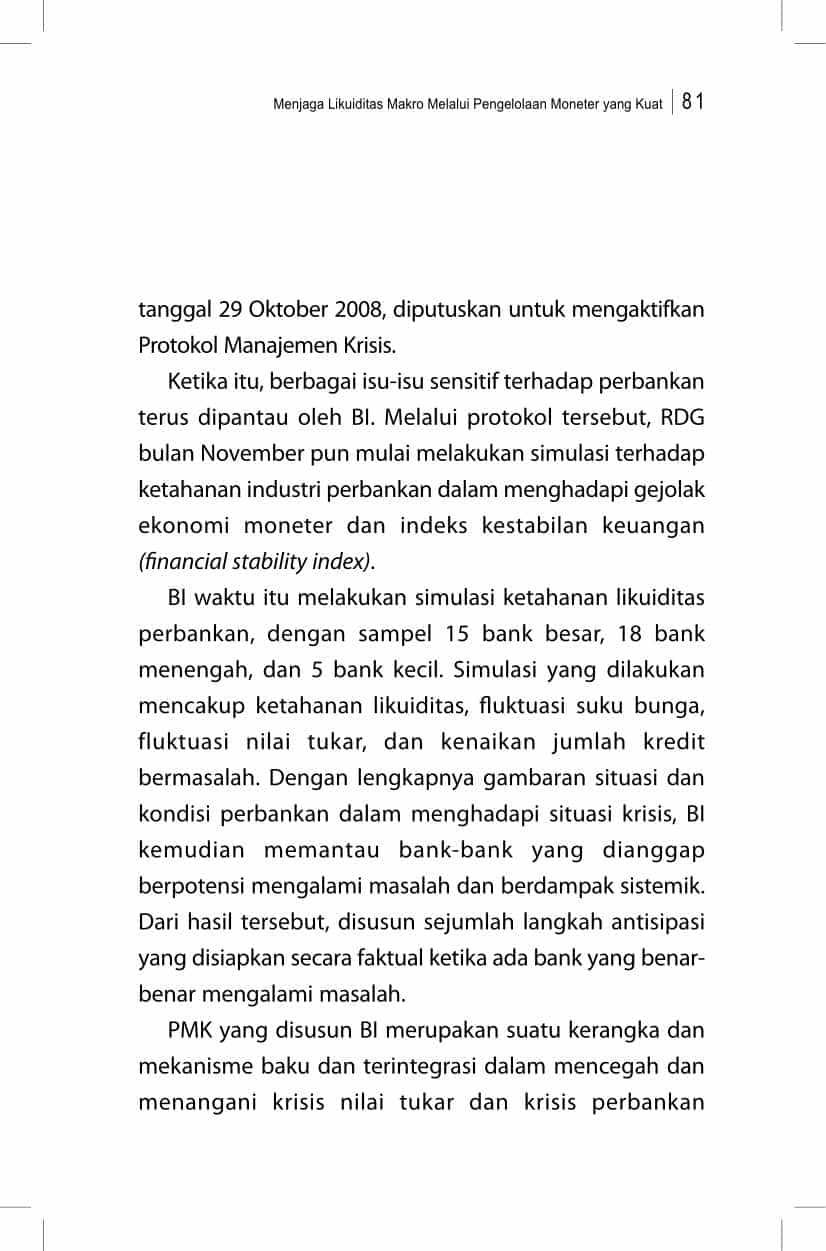 Menjaga Likuiditas Makro Melalui Pengelolaan Moneter yang Kuat 81
tanggal 29 Oktober 2008, diputuskan untuk mengaktifkan
Protokol Manajemen Krisis.
Ketika itu, berbagai isu-isu sensitif terhadap perbankan
terus dipantau oleh BI. Melalui protokol tersebut, RDG
bulan November pun mulai melakukan simulasi terhadap
ketahanan industri perbankan dalam menghadapi gejolak
ekonomi moneter dan indeks kestabilan keuangan
(financial stability index).
BI waktu itu melakukan simulasi ketahanan likuiditas
perbankan, dengan sampel 15 bank besar, 18 bank
menengah, dan 5 bank kecil. Simulasi yang dilakukan
mencakup ketahanan likuiditas, fluktuasi suku bunga,
fluktuasi nilai tukar, dan kenaikan jumlah kredit
bermasalah. Dengan lengkapnya gambaran situasi dan
kondisi perbankan dalam menghadapi situasi krisis, BI
kemudian memantau bank-bank yang dianggap
berpotensi mengalami masalah dan berdampak sistemik.
Dari hasil tersebut, disusun sejumlah langkah antisipasi
yang disiapkan secara faktual ketika ada bank yang benar-
benar mengalami masalah.
PMK yang disusun BI merupakan suatu kerangka dan
mekanisme baku dan terintegrasi dalam mencegah dan
menangani krisis nilai tukar dan krisis perbankan